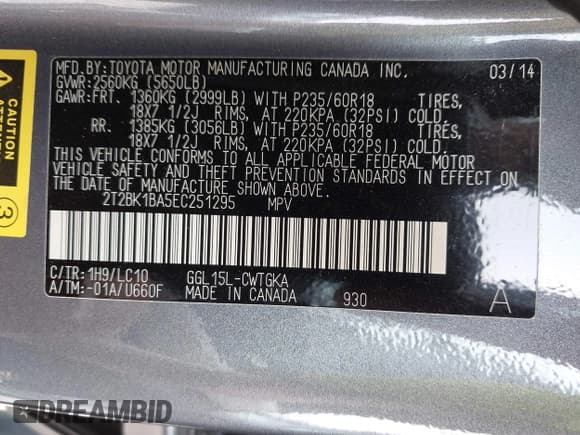 MFD.BY:TOYOTA MOTOR MANUFACTURING CANADA INC. 03/14
GVWR:2560KG (5650LB)
GAWR:FRT. 1360KG (2999LB) WITH P235/60R18 TIRES,
18X7 1/2J RIMS, AT 220KPA (32PSI) COLD.
RR. 1385KG (3056LB) WITH P235/60R18 TIRES,
18X7 1/2J RIMS, AT 220KPA (32PSI) COLD.
THIS VEHICLE CONFORMS TO ALL APPLICABLE FEDERAL MOTOR
VEHICLE SAFETY AND THEFT PREVENTION STANDARDS IN EFFECT ON
THE DATE OF MANUFACTURE SHOWN ABOVE.
2T2BK1BA5EC251295 MPV
C/TR:1H9/LC10 GGL15L-CWTGKA
A/TM:-01A/U660F MADE IN CANADA 930 A
CAUTION
3
DREAMBID